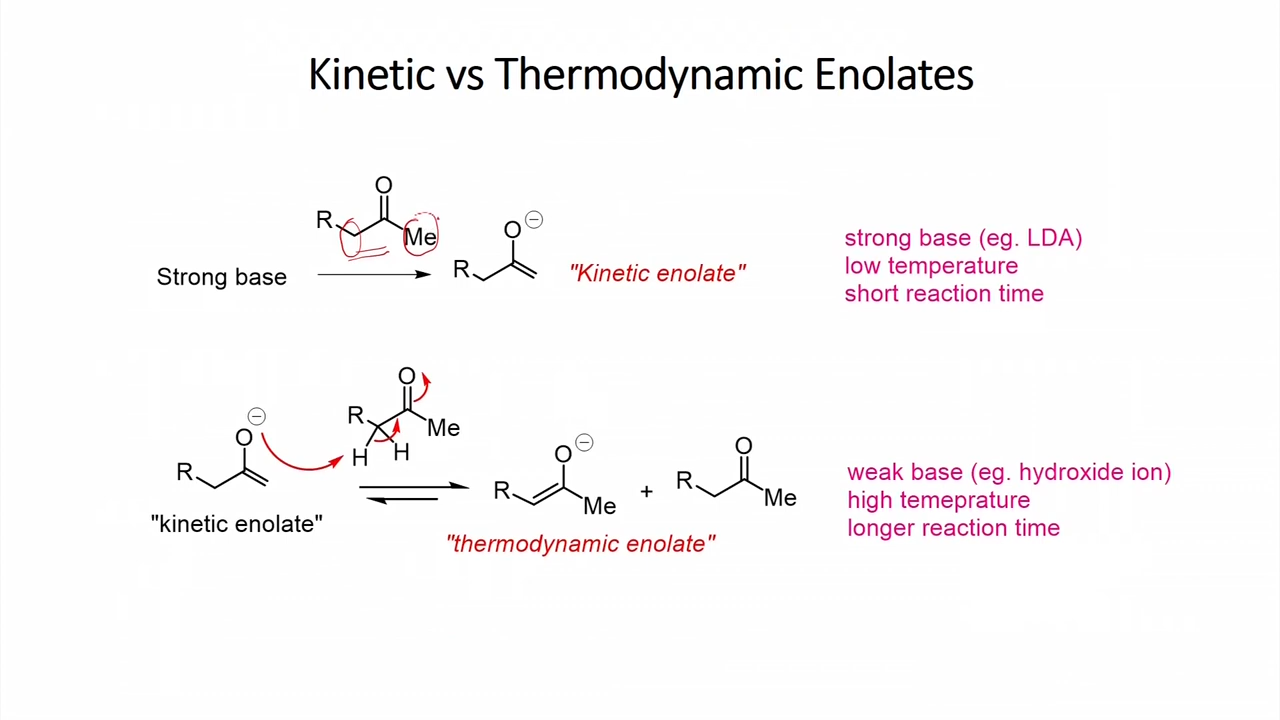 Kinetic vs Thermodynamic Enolates
O
R
Me
Strong base
O
R
"Kinetic enolate"
strong base (eg. LDA)
low temperature
short reaction time
O
R
Me
H
H
O
R
"kinetic enolate"
O
R
Me
"thermodynamic enolate"
+
O
R
Me
weak base (eg. hydroxide ion)
high temeprature
longer reaction time